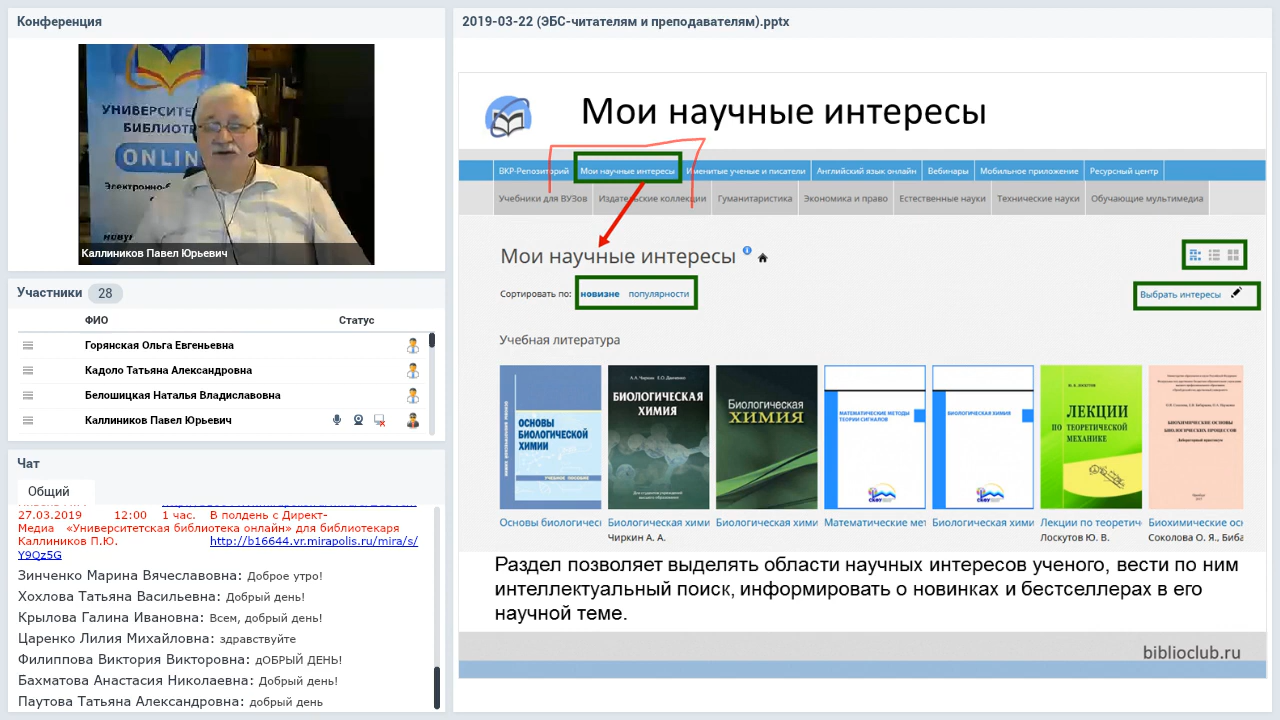 Конференция
УНИВЕРСИТЕ
БИБЛИОТ
ONLIN
Электронно-б
Каллиников Павел Юрьевич
Участники 28
ФИО Статус
Горянская Ольга Евгеньевна
Кадоло Татьяна Александровна
Белошицкая Наталья Владиславовна
Каллиников Павел Юрьевич
Чат
Общий
27.03.2019 12:00 1 час. В полдень с Директ-
Медиа «Университетская библиотека онлайн» для библиотекаря
Каллиников П.Ю. http://b16644.vr.mirapolis.ru/mira/s/
Y9Qz5G
Зинченко Марина Вячеславовна: Доброе утро!
Хохлова Татьяна Васильевна: Добрый день!
Крылова Галина Ивановна: Всем, добрый день!
Царенко Лилия Михайловна: здравствуйте
Филиппова Виктория Викторовна: дОБРЫЙ ДЕНЬ!
Бахматова Анастасия Николаевна: Добрый день!
Паутова Татьяна Александровна: добрый день
2019-03-22 (ЭБС-читателям и преподавателям).pptx
Мои научные интересы
ВКР-Репозиторий Мои научные интересы Именитые ученые и писатели Английский язык онлайн Вебинары Мобильное приложение Ресурсный центр
Учебники для ВУЗов Издательские коллекции Гуманитаристика Экономика и право Естественные науки Технические науки Обучающие мультимедиа
Мои научные интересы
Сортировать по: новизне популярности
Выбрать интересы
Учебная литература
ОСНОВЫ
БИОЛОГИЧЕСКОЙ
ХИМИИ
УЧЕБНОЕ ПОСОБИЕ
БИОЛОГИЧЕСКАЯ
ХИМИЯ
Биологическая
ХИМИЯ
МАТЕМАТИЧЕСКИЕ МЕТОДЫ
ТЕОРИИ СИГНАЛОВ
СКФУ
БИОЛОГИЧЕСКАЯ ХИМИЯ
СКФУ
ЛЕКЦИИ
ПО ТЕОРЕТИЧЕСКОЙ
МЕХАНИКЕ
БИОХИМИЧЕСКИЕ ОСНОВЫ
БИОЛОГИЧЕСКИХ ПРОЦЕССОВ
Основы биологичес Биологическая хими Биологическая хими Математические мет Биологическая хими Лекции по теоретич Биохимические осн
Чиркин А. А. Лоскутов Ю. В. Соколова О. Я., Биба
Раздел позволяет выделять области научных интересов ученого, вести по ним
интеллектуальный поиск, информировать о новинках и бестселлерах в его
научной теме.
biblioclub.ru